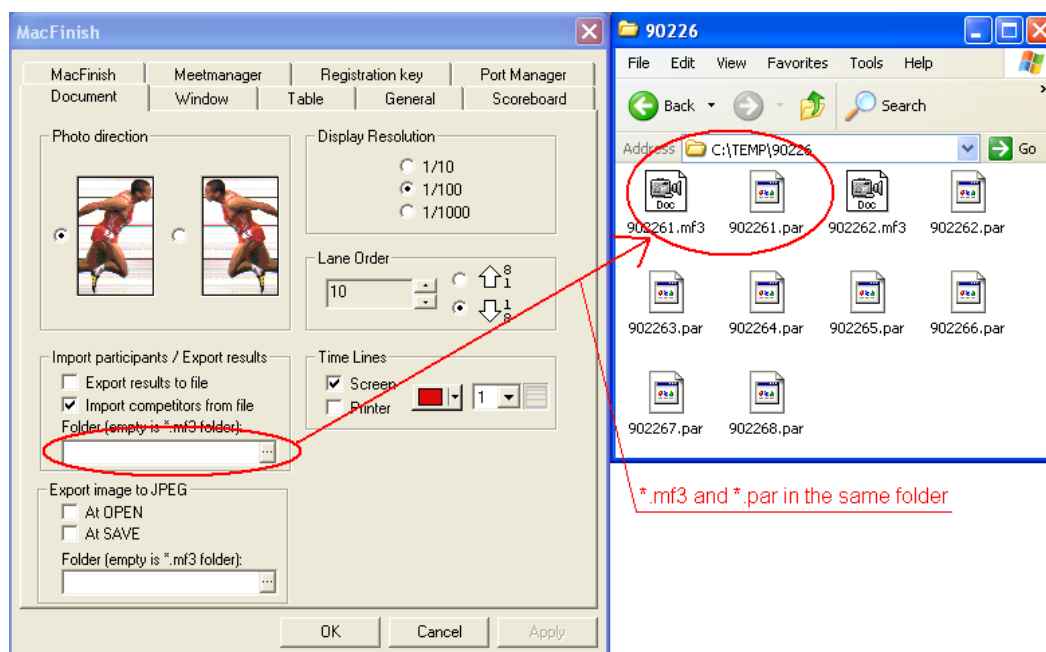 MacFinish
MacFinish Meetmanager Registration key Port Manager
Document Window Table General Scoreboard
Photo direction
Display Resolution
1/10
1/100
1/1000
Lane Order
10
8
1
1
8
Import participants / Export results
Export results to file
Import competitors from file
Folder (empty is *.mf3 folder):
...
Time Lines
Screen
Printer
1
Export image to JPEG
At OPEN
At SAVE
Folder (empty is *.mf3 folder):
...
OK Cancel Apply
90226
File Edit View Favorites Tools Help
»
Back Search
Address C:\TEMP\90226 Go
Doc Doc
902261.mf3 902261.par 902262.mf3 902262.par
902263.par 902264.par 902265.par 902266.par
902267.par 902268.par
*.mf3 and *.par in the same folder